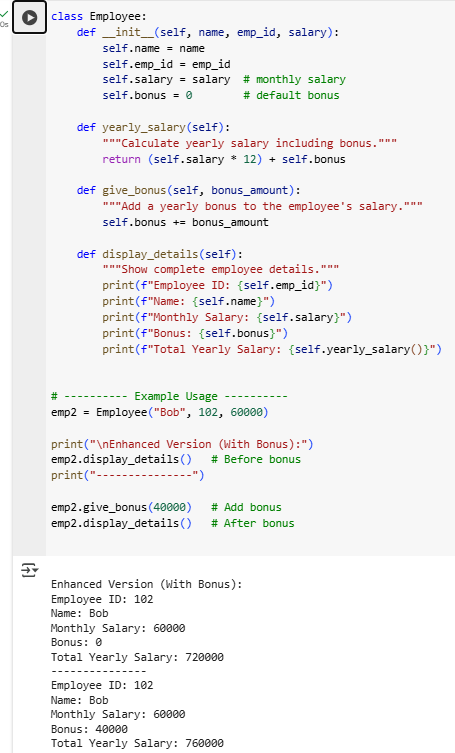 0s
class Employee:
    def __init__(self, name, emp_id, salary):
        self.name = name
        self.emp_id = emp_id
        self.salary = salary  # monthly salary
        self.bonus = 0        # default bonus

    def yearly_salary(self):
        """Calculate yearly salary including bonus."""
        return (self.salary * 12) + self.bonus

    def give_bonus(self, bonus_amount):
        """Add a yearly bonus to the employee's salary."""
        self.bonus += bonus_amount

    def display_details(self):
        """Show complete employee details."""
        print(f"Employee ID: {self.emp_id}")
        print(f"Name: {self.name}")
        print(f"Monthly Salary: {self.salary}")
        print(f"Bonus: {self.bonus}")
        print(f"Total Yearly Salary: {self.yearly_salary()}")


# ---------- Example Usage ----------
emp2 = Employee("Bob", 102, 60000)

print("\nEnhanced Version (With Bonus):")
emp2.display_details()   # Before bonus
print("---------------")

emp2.give_bonus(40000)   # Add bonus
emp2.display_details()   # After bonus

Enhanced Version (With Bonus):
Employee ID: 102
Name: Bob
Monthly Salary: 60000
Bonus: 0
Total Yearly Salary: 720000
---------------
Employee ID: 102
Name: Bob
Monthly Salary: 60000
Bonus: 40000
Total Yearly Salary: 760000